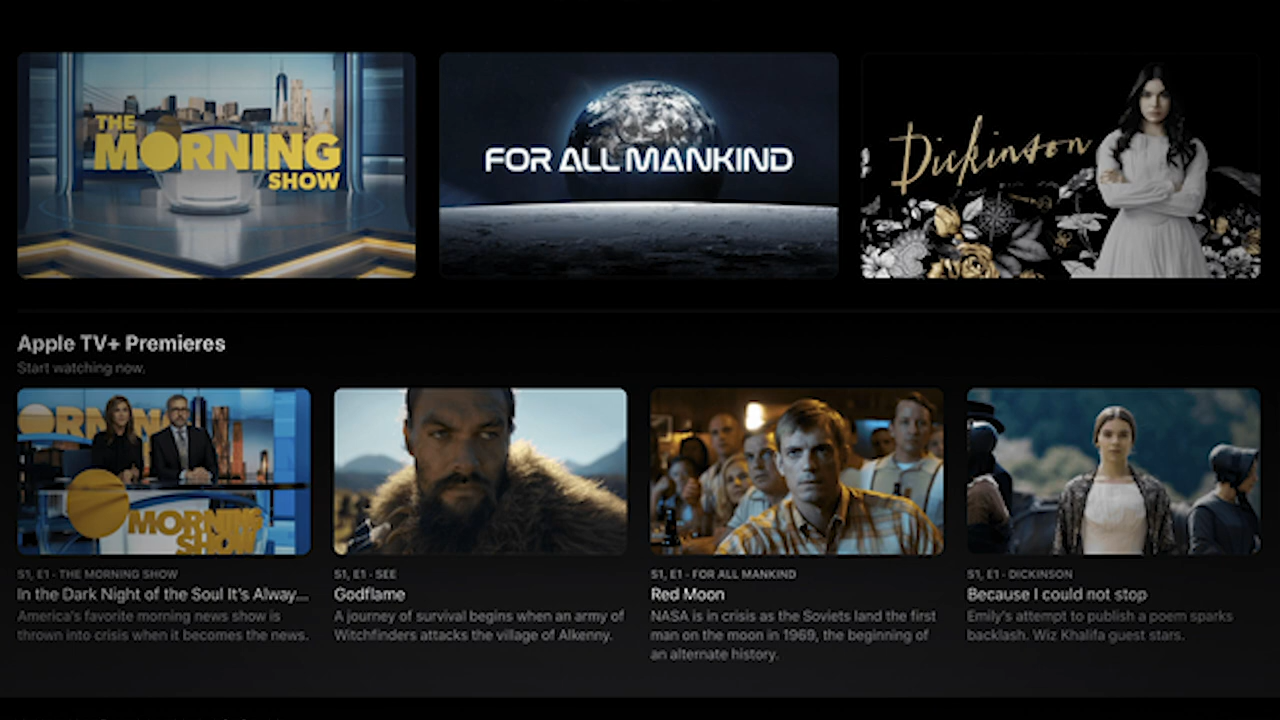 THE
MORNING
SHOW
FOR ALL MANKIND
Dickinson
Apple TV+ Premieres
Start watching now.
ORNING
MORNING
SHOW
S1, E1 · THE MORNING SHOW
In the Dark Night of the Soul It's Alway...
America's favorite morning news show is
thrown into crisis when it becomes the news.
S1, E1 · SEE
Godflame
A journey of survival begins when an army of
Witchfinders attacks the village of Alkenny.
S1, E1 · FOR ALL MANKIND
Red Moon
NASA is in crisis as the Soviets land the first
man on the moon in 1969, the beginning of
an alternate history.
S1, E1 · DICKINSON
Because I could not stop
Emily's attempt to publish a poem sparks
backlash. Wiz Khalifa guest stars.